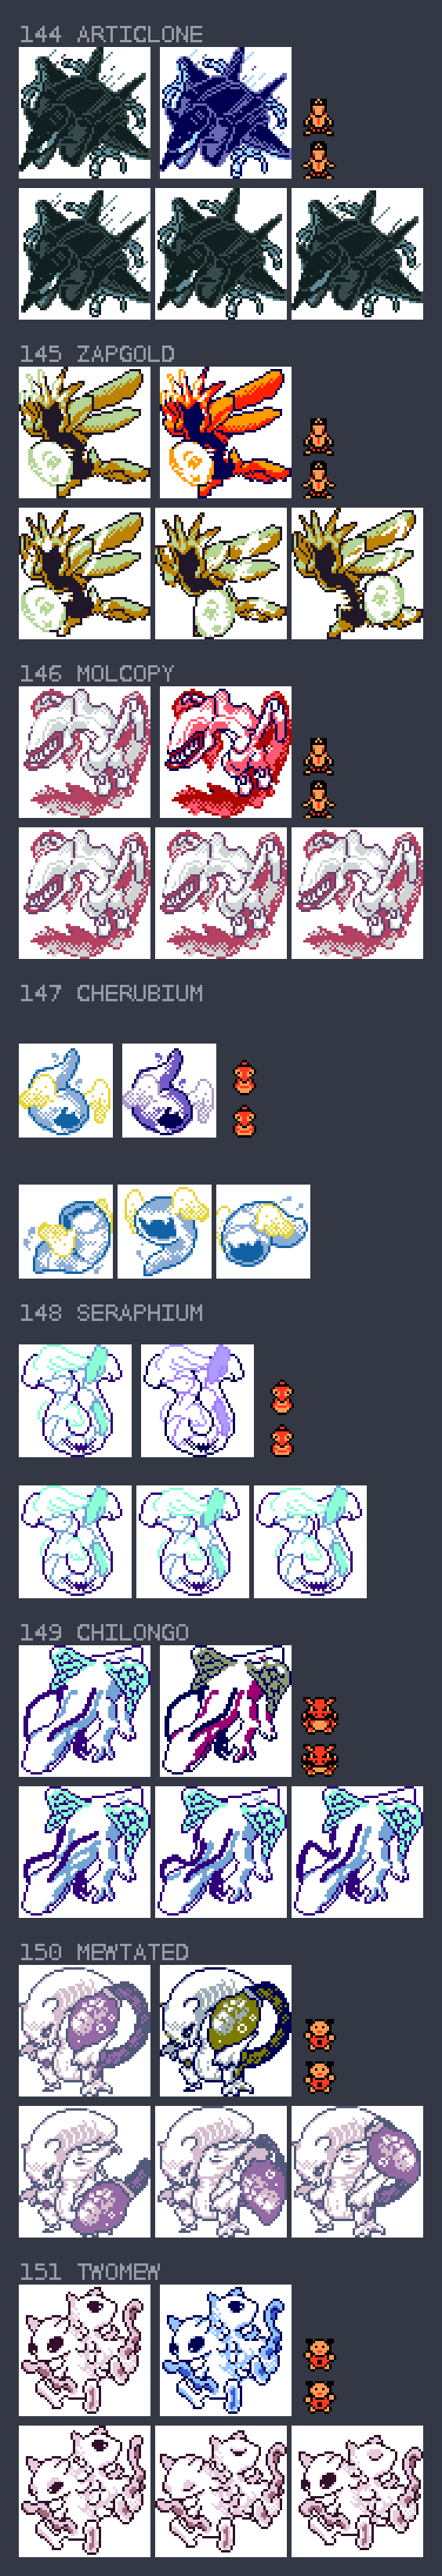 144 ARTICLONE
145 ZAPGOLD
146 MOLCOPY
147 CHERUBIUM
148 SERAPHIUM
149 CHILONGO
150 MEWTATED
151 TWOMEW